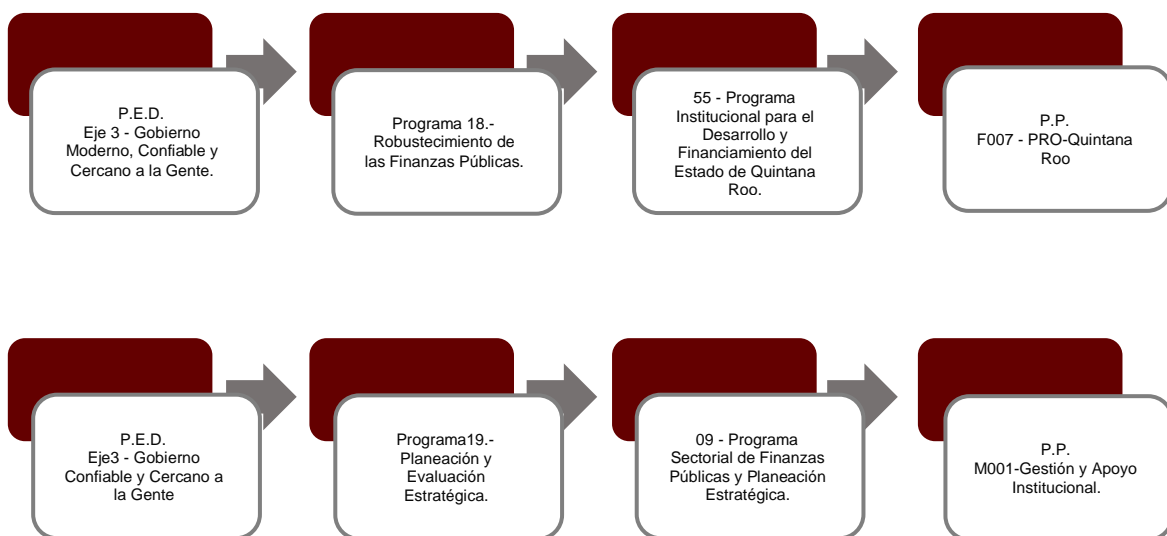 P.E.D.
Eje 3 - Gobierno
Moderno, Confiable y
Cercano a la Gente.
Programa 18.-
Robustecimiento de
las Finanzas Públicas.
55 - Programa
Institucional para el
Desarrollo y
Financiamiento del
Estado de Quintana
Roo.
P.P.
F007 - PRO-Quintana
Roo
P.E.D.
Eje3 - Gobierno
Confiable y Cercano a
la Gente
Programa19.-
Planeación y
Evaluación
Estratégica.
09 - Programa
Sectorial de Finanzas
Públicas y Planeación
Estratégica.
P.P.
M001-Gestión y Apoyo
Institucional.